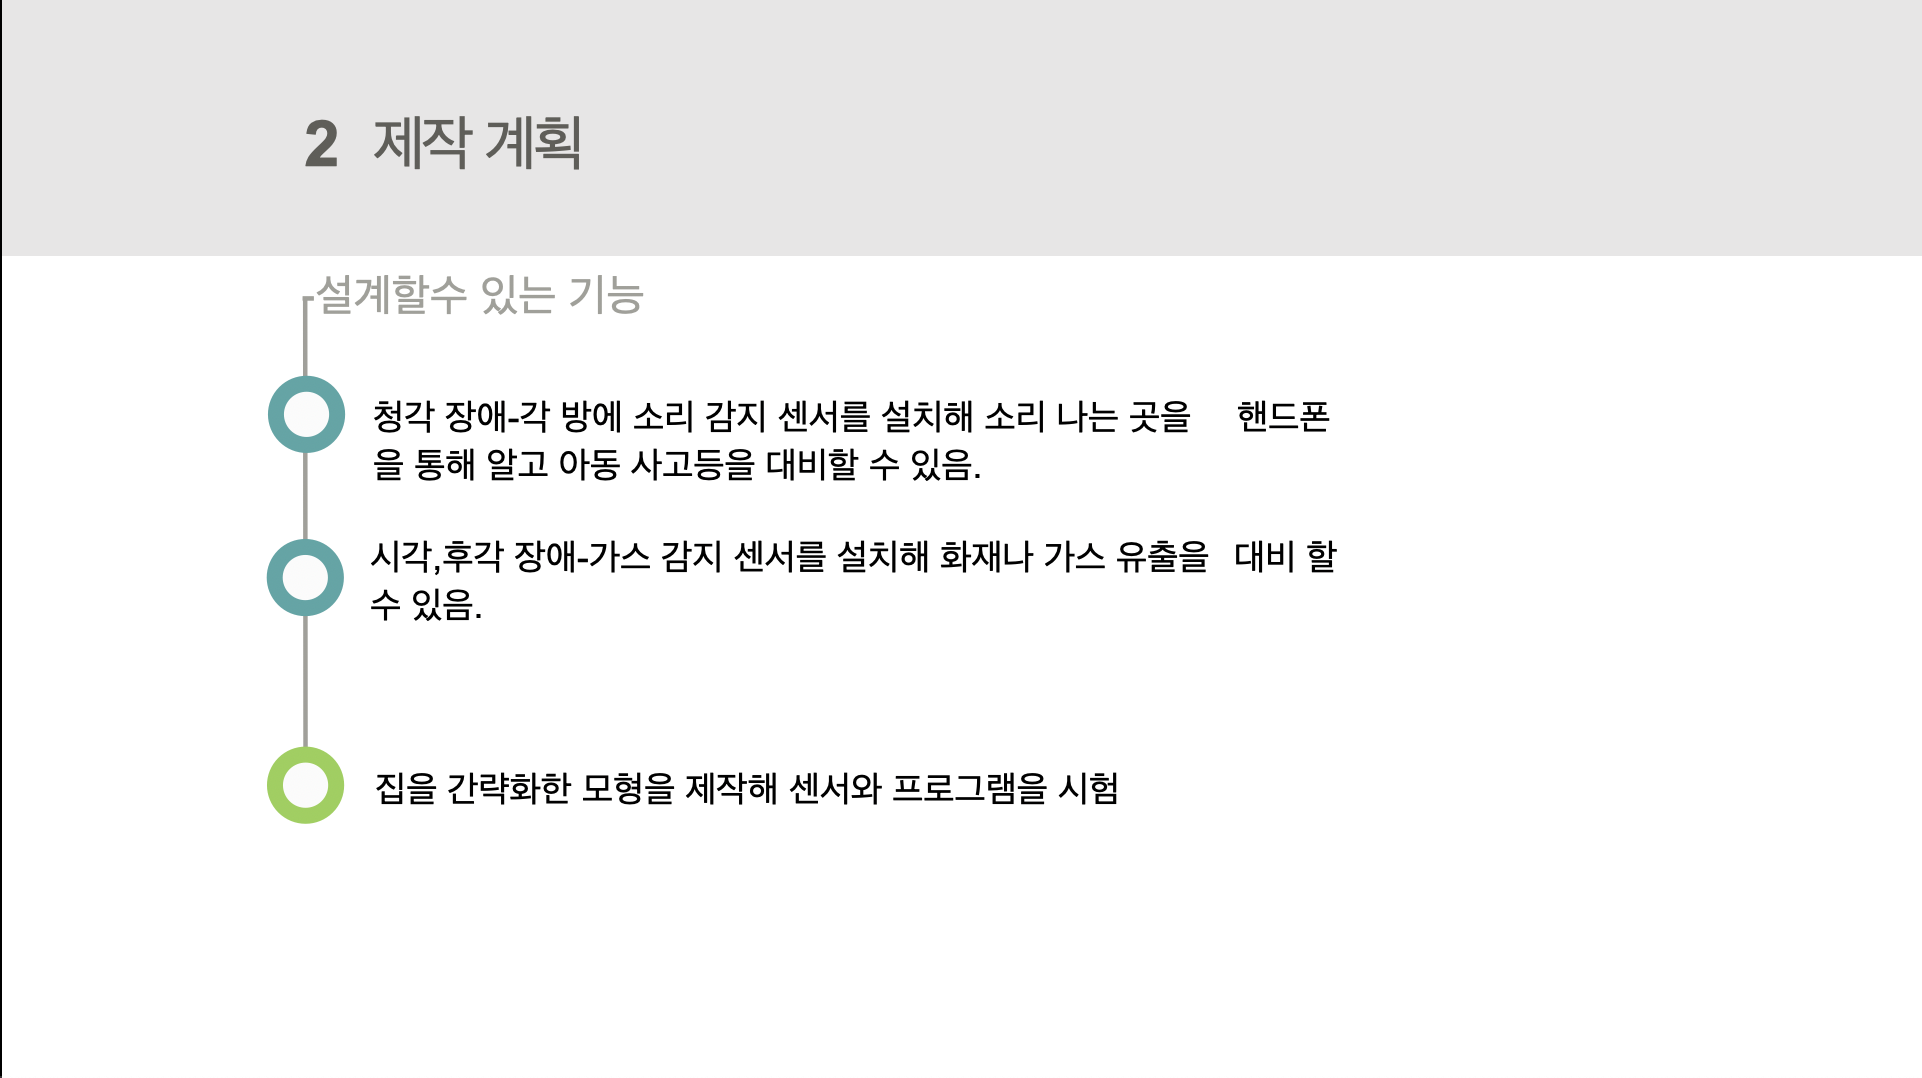 2 제작 계획
설계할수 있는 기능
청각 장애-각 방에 소리 감지 센서를 설치해 소리 나는 곳을 핸드폰
을 통해 알고 아동 사고등을 대비할 수 있음.
시각,후각 장애-가스 감지 센서를 설치해 화재나 가스 유출을 대비 할
수 있음.
집을 간략화한 모형을 제작해 센서와 프로그램을 시험